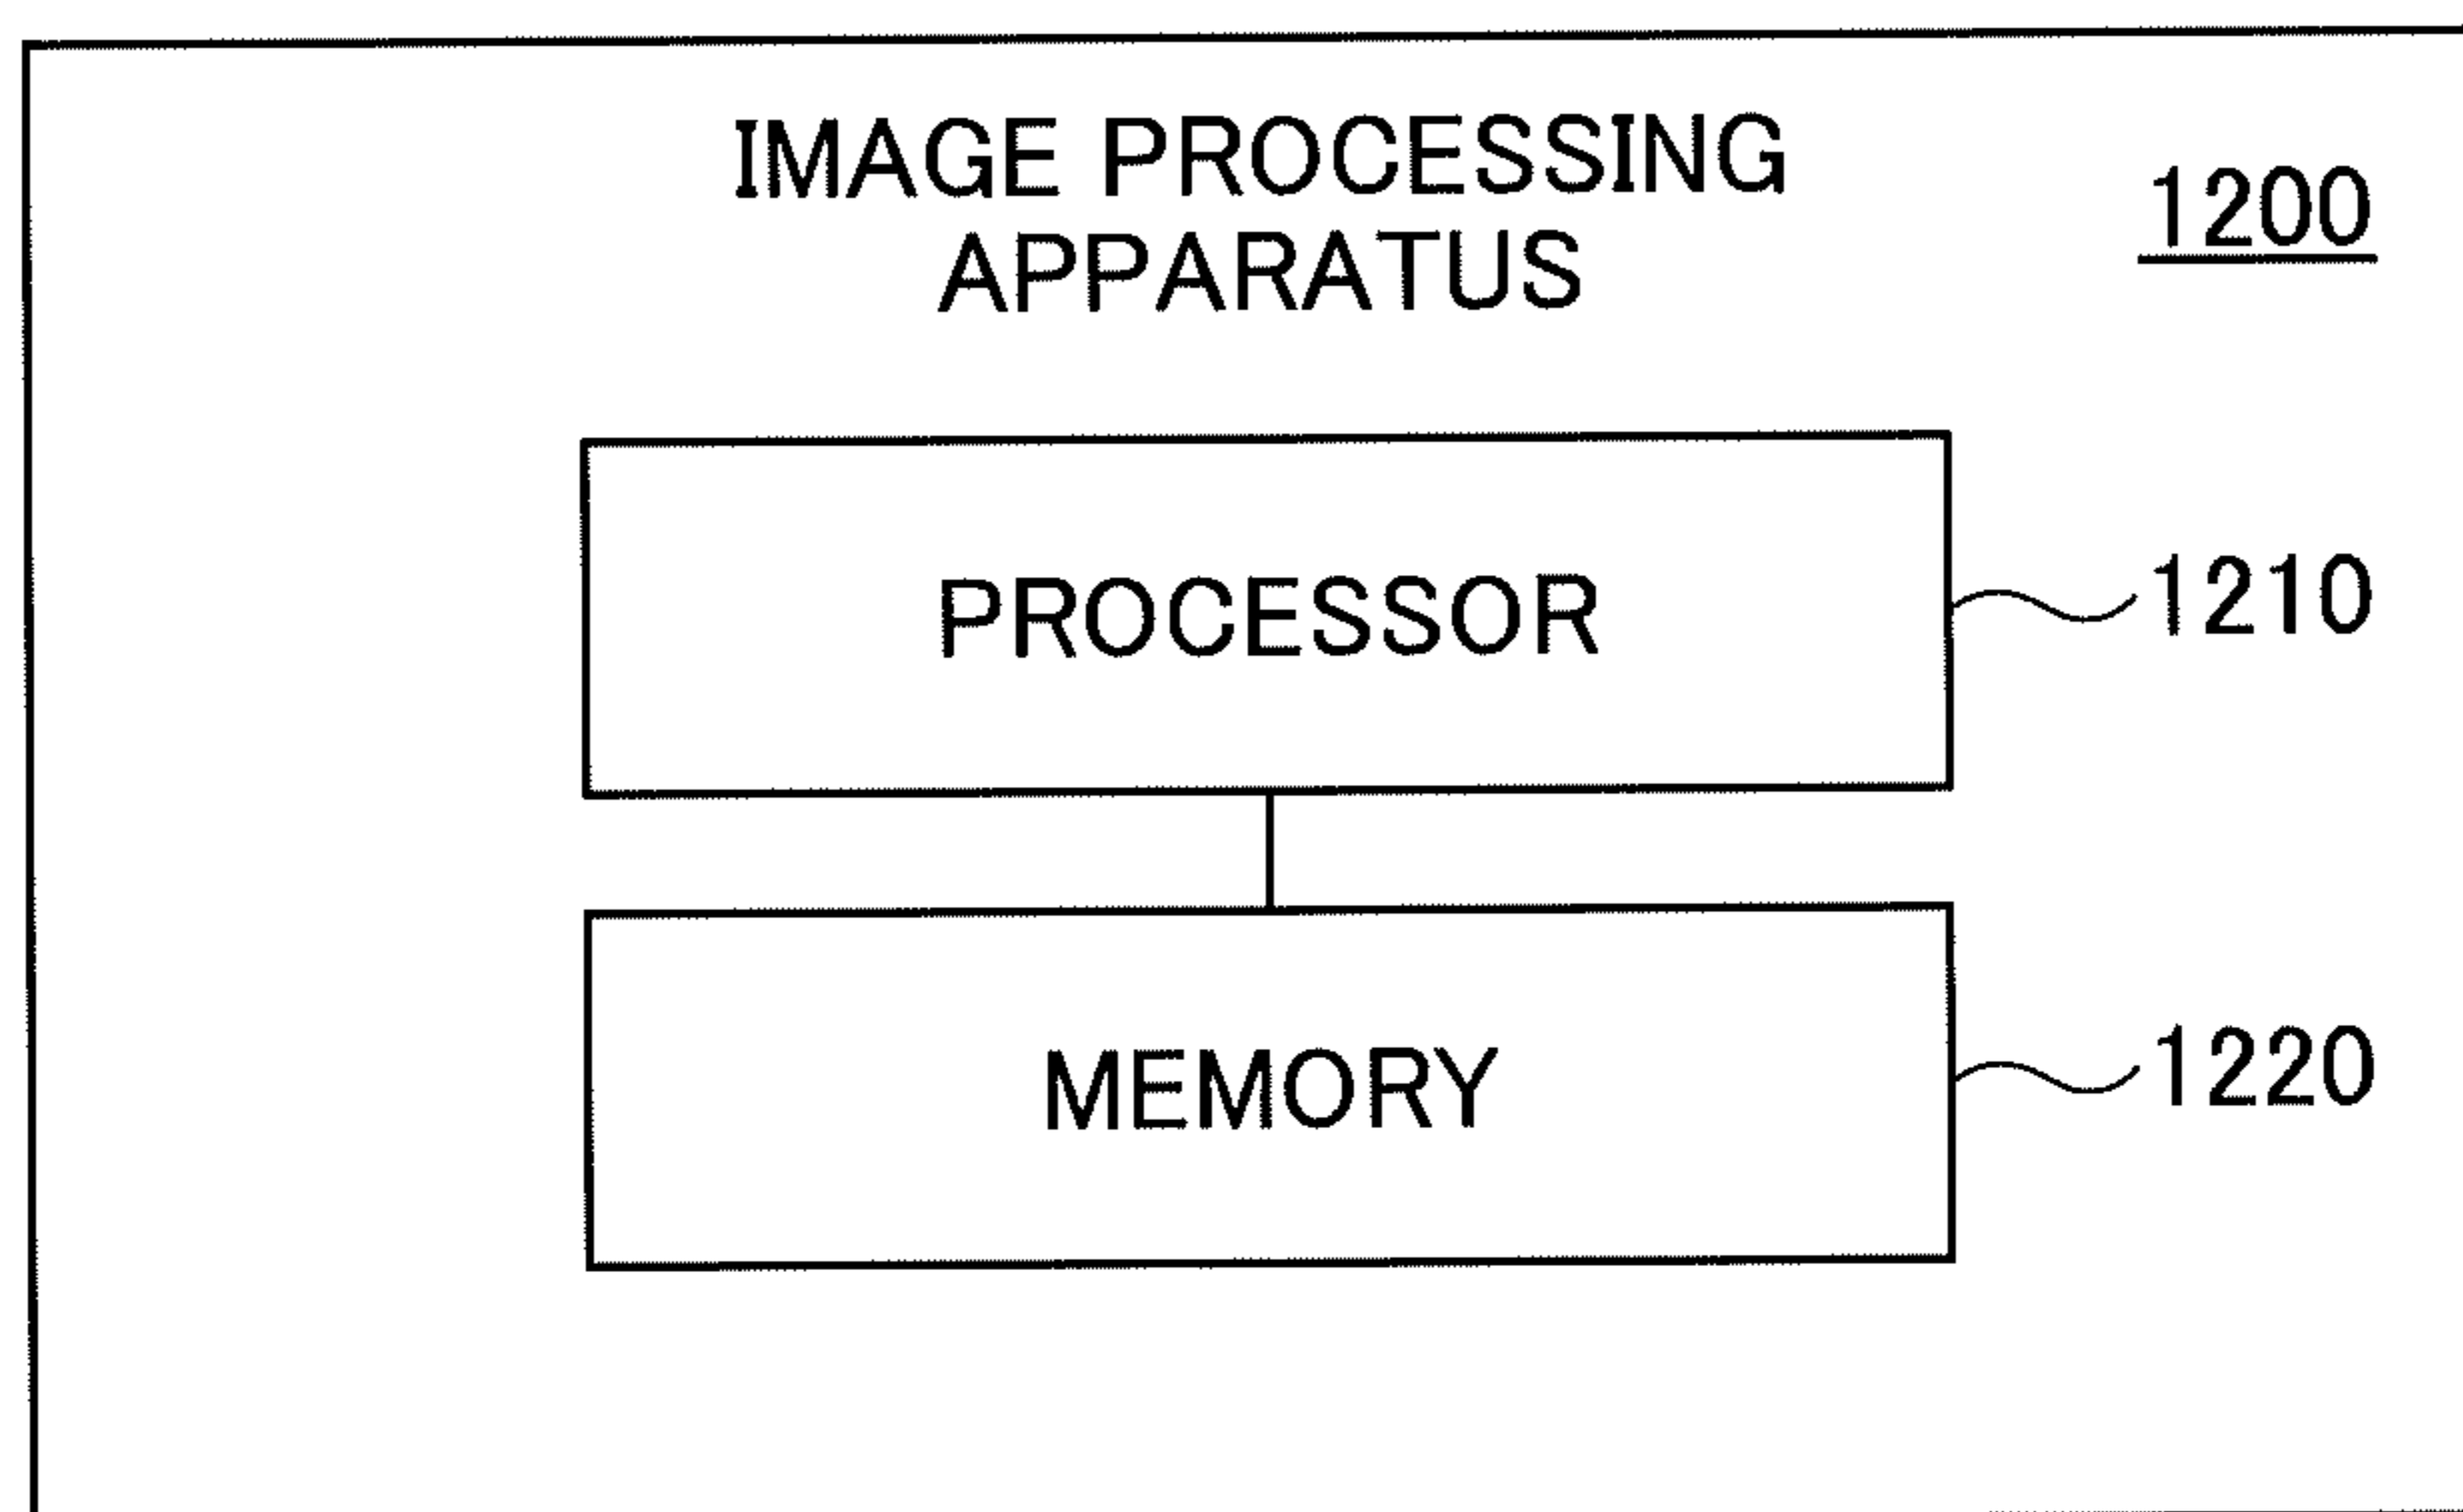 IMAGE PROCESSING
APPARATUS
1200
PROCESSOR
1210
MEMORY
1220